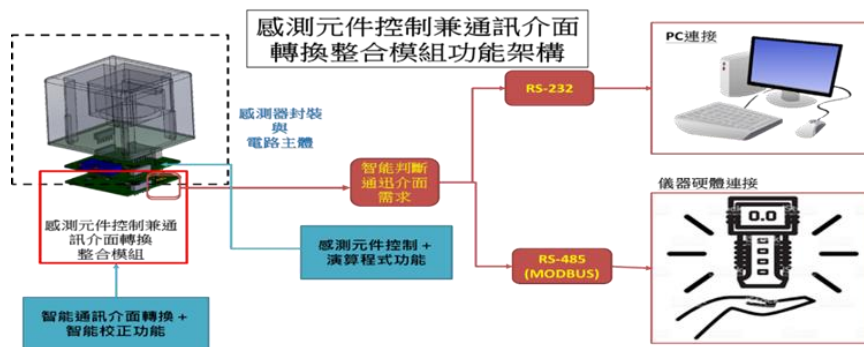 感測元件控制兼通訊介面
轉換整合模組功能架構
PC連接
RS-232
感測器封裝
與
電路主體
智能判斷
通迅介面
需求
儀器硬體連接
0.0
感測元件控制兼通
訊介面轉換
整合模組
感測元件控制+
演算程式功能
RS-485
(MODBUS)
智能通訊介面轉換+
智能校正功能